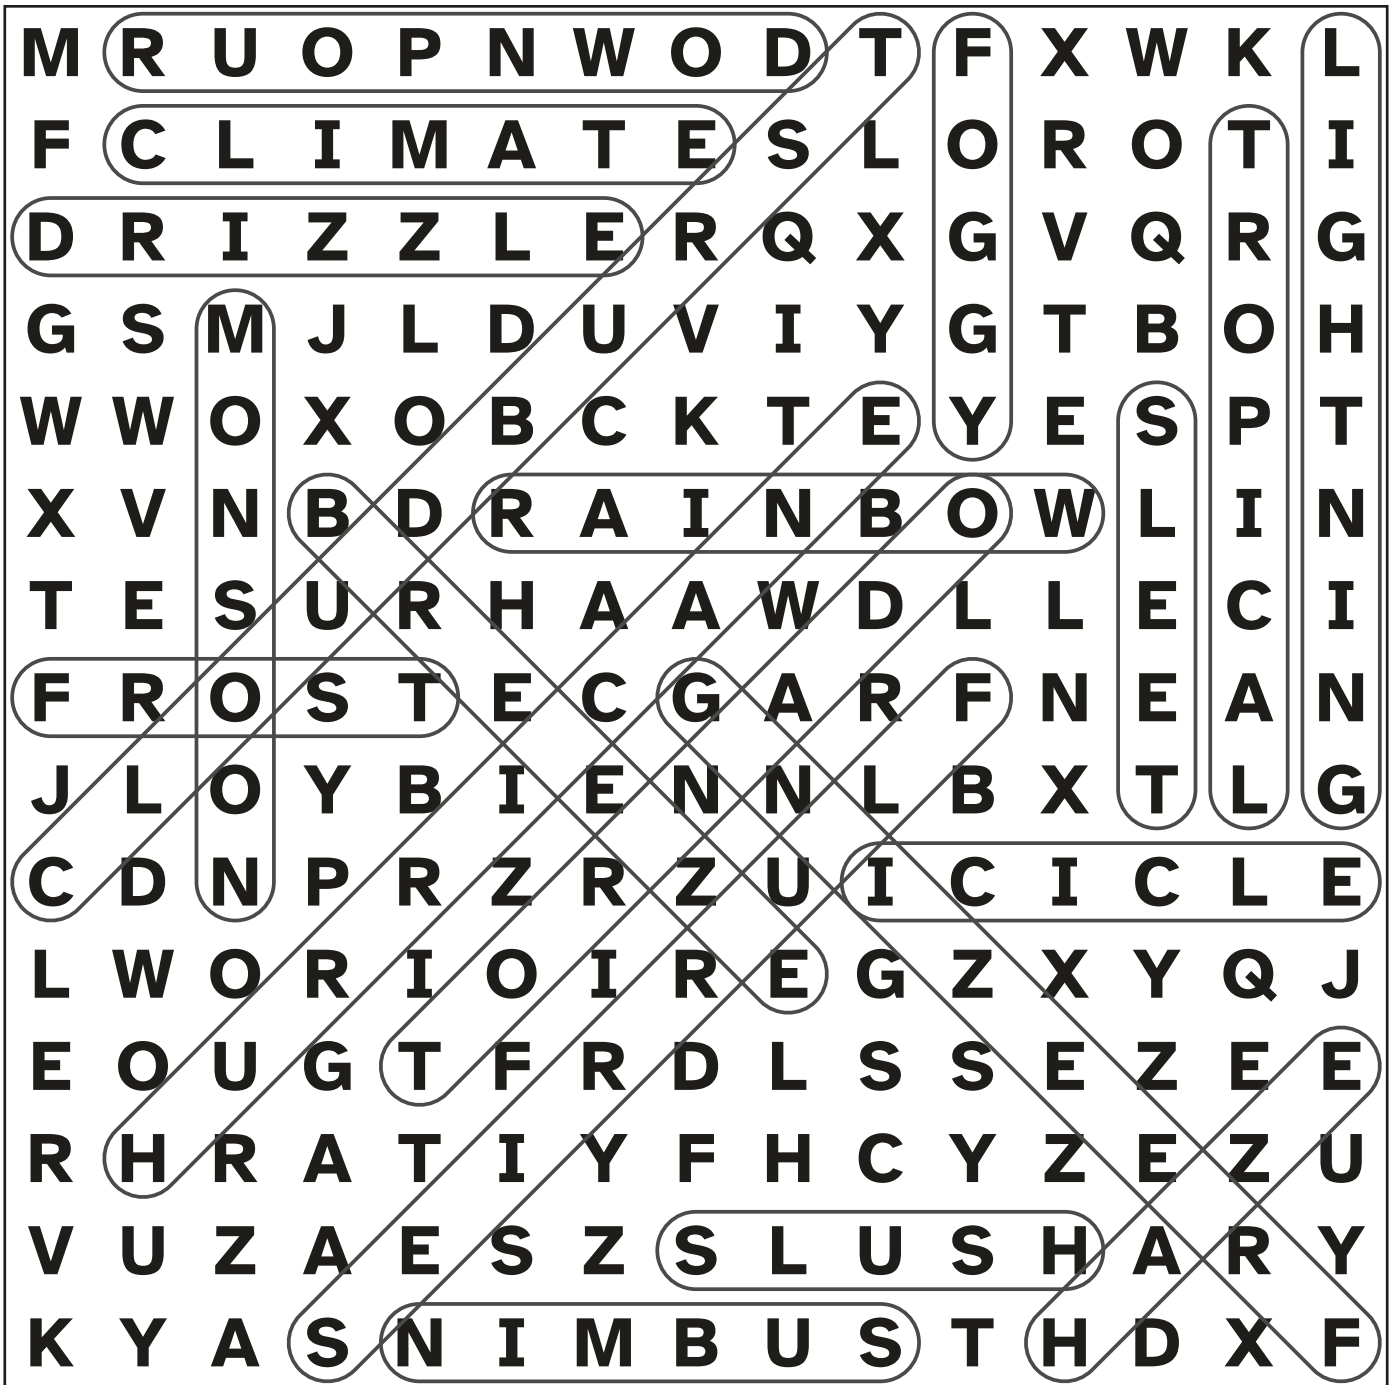 M R U O P N W O D T F X W K L
F C L I M A T E S L O R O T I
D R I Z Z L E R Q X G V Q R G
G S M J L D U V I Y G T B O H
W W O X O B C K T E Y E S P T
X V N B D R A I N B O W L I N
T E S U R H A A W D L L E C I
F R O S T E C G A R F N E A N
J L O Y B I E N N L B X T L G
C D N P R Z R Z U I C I C L E
L W O R I O I R E G Z X Y Q J
E O U G T F R D L S S E Z E E
R H R A T I Y F H C Y Z E Z U
V U Z A E S Z S L U S H A R Y
K Y A S N I M B U S T H D X F